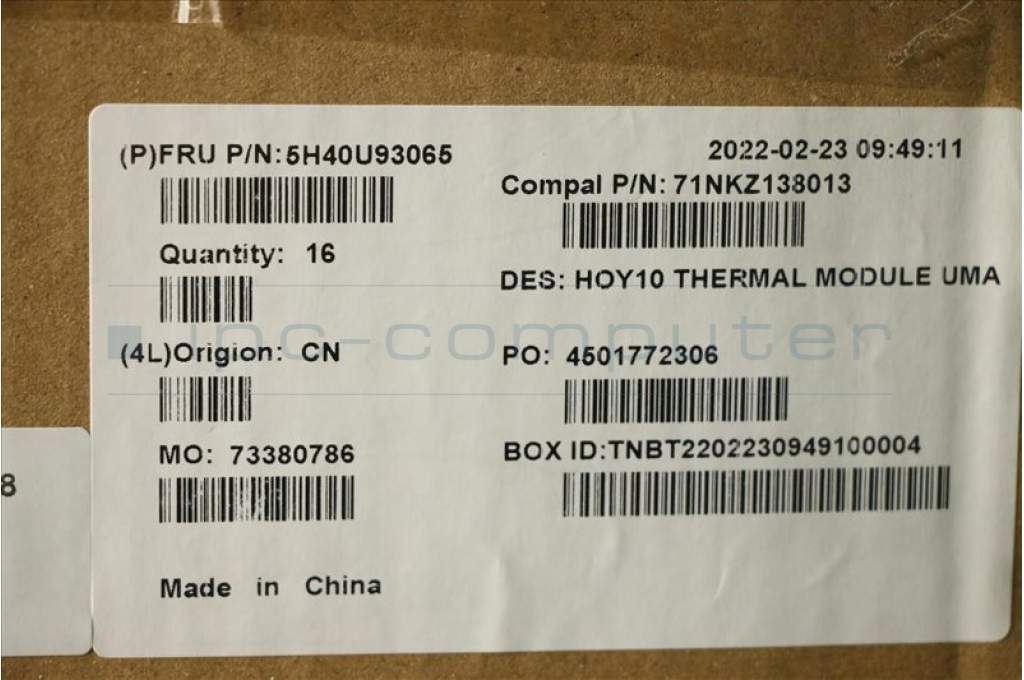 (P)FRU P/N:5H40U93065
2022-02-23 09:49:11
Compal P/N: 71NKZ138013
Quantity: 16
DES: HOY10 THERMAL MODULE UMA
ipc-computer
(4L)Origion: CN
PO: 4501772306
MO: 73380786
BOX ID:TNBT2202230949100004
8
Made in China